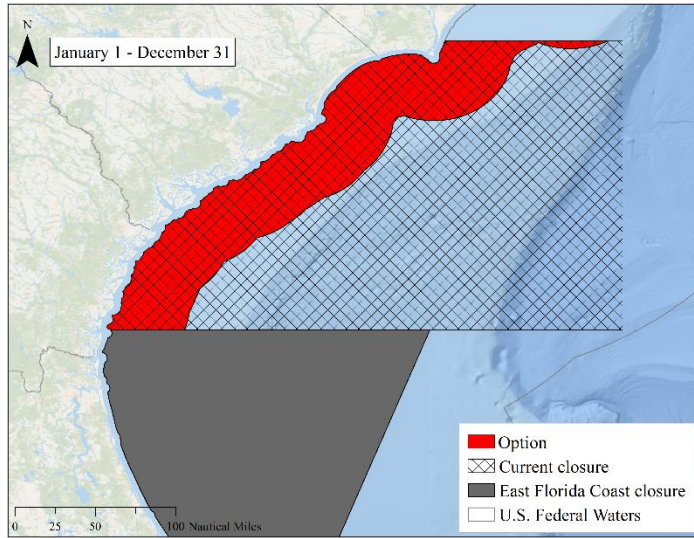 N
January 1 - December 31
Option
Current closure
East Florida Coast closure
U.S. Federal Waters
0 25 50 100 Nautical Miles